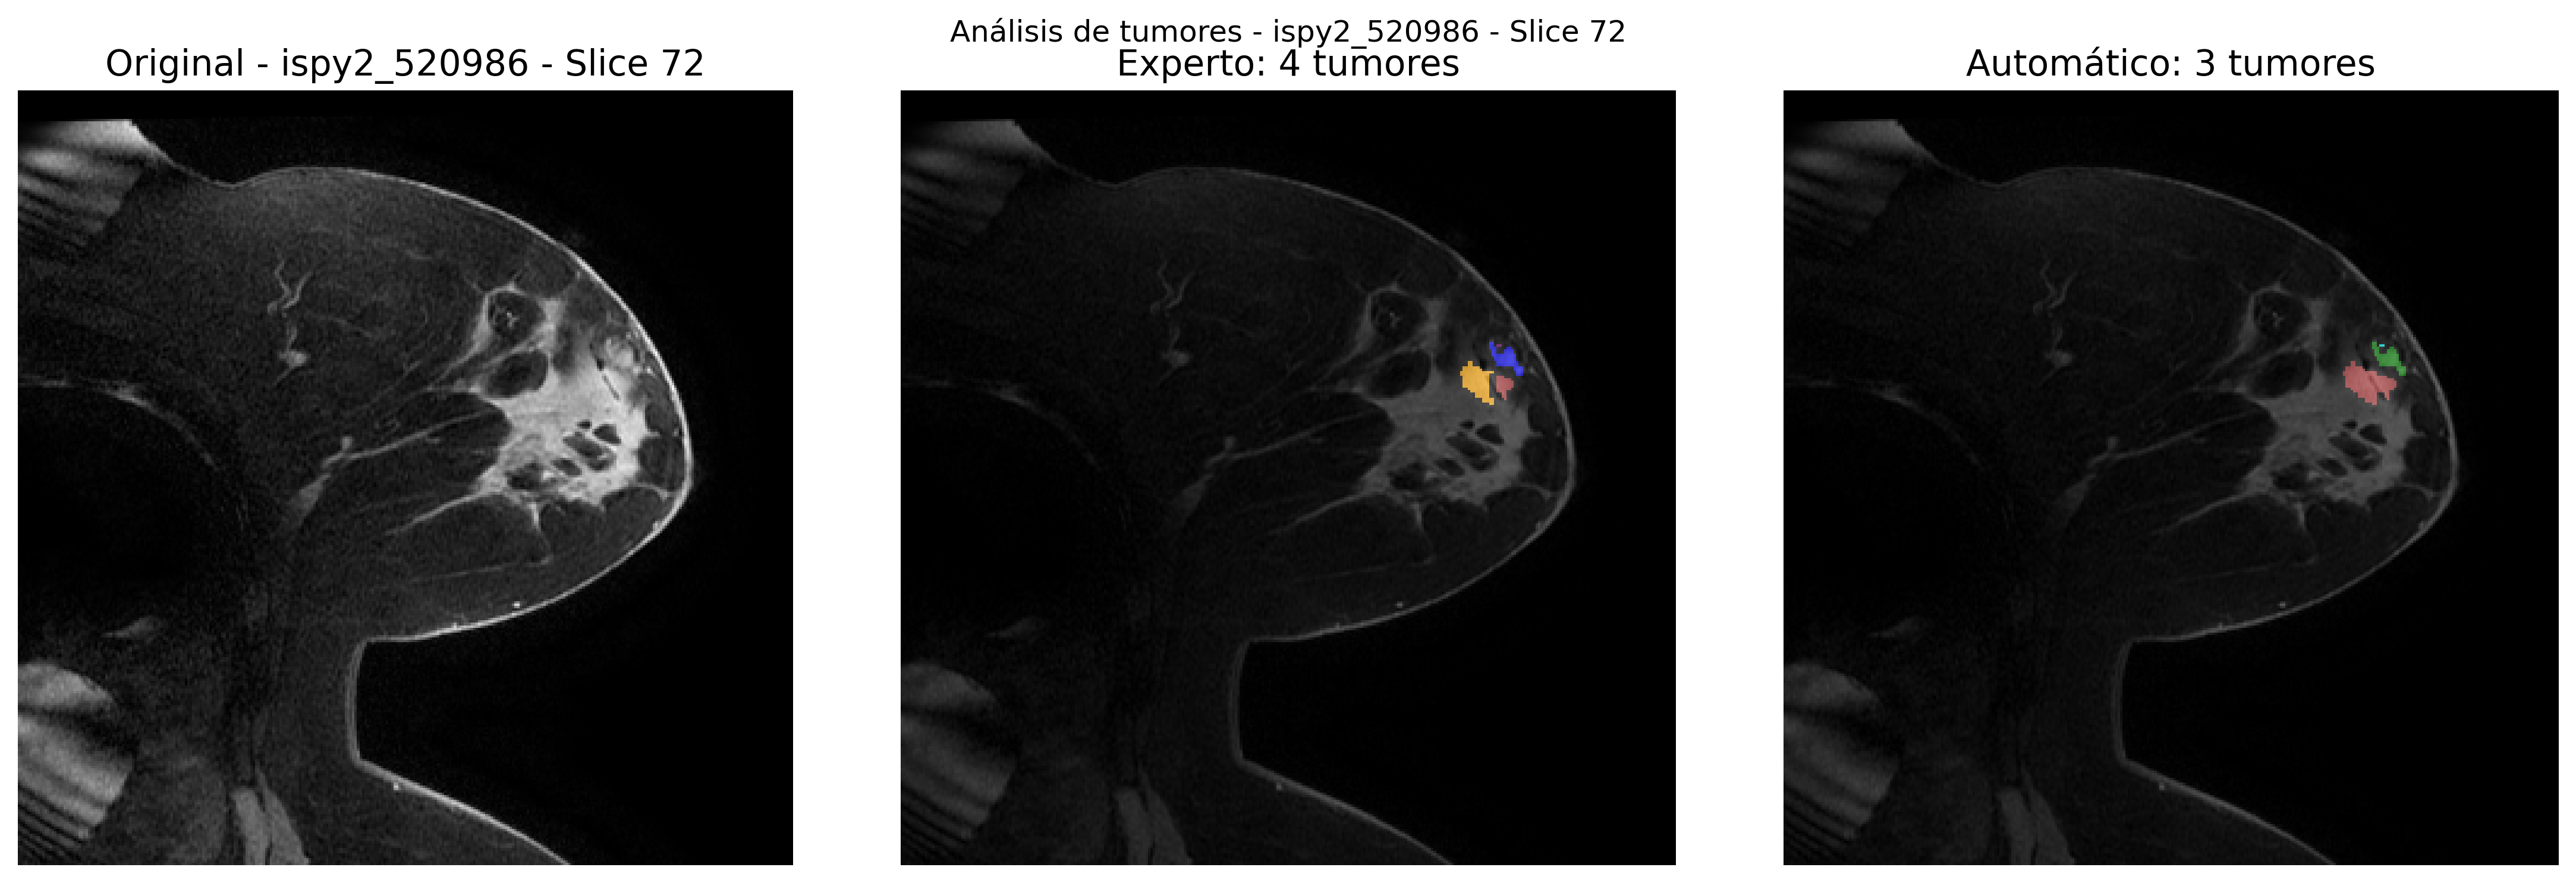 Análisis de tumores - ispy2_520986 - Slice 72
Original - ispy2_520986 - Slice 72
Experto: 4 tumores
Automático: 3 tumores